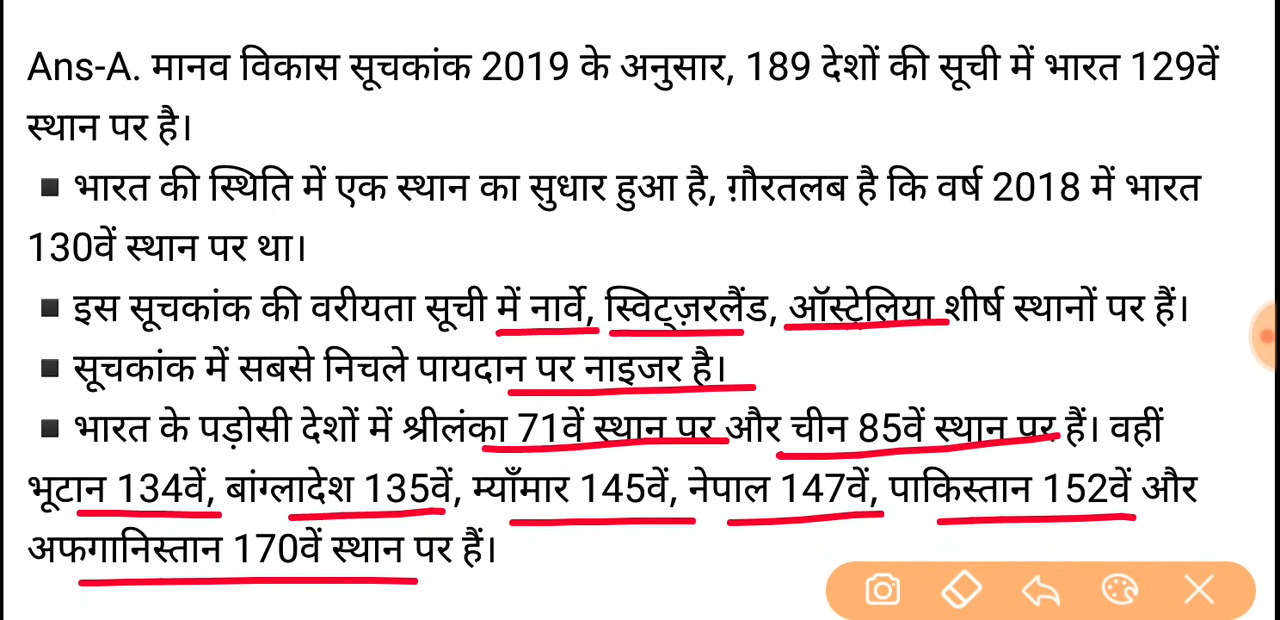 Ans-A. मानव विकास सूचकांक 2019 के अनुसार, 189 देशों की सूची में भारत 129वें
स्थान पर है।
▪ भारत की स्थिति में एक स्थान का सुधार हुआ है, ग़ौरतलब है कि वर्ष 2018 में भारत
130वें स्थान पर था।
▪ इस सूचकांक की वरीयता सूची में नार्वे, स्विट्ज़रलैंड, ऑस्ट्रेलिया शीर्ष स्थानों पर हैं।
▪ सूचकांक में सबसे निचले पायदान पर नाइजर है।
▪ भारत के पड़ोसी देशों में श्रीलंका 71वें स्थान पर और चीन 85वें स्थान पर हैं। वहीं
भूटान 134वें, बांग्लादेश 135वें, म्याँमार 145वें, नेपाल 147वें, पाकिस्तान 152वें और
अफगानिस्तान 170वें स्थान पर हैं।